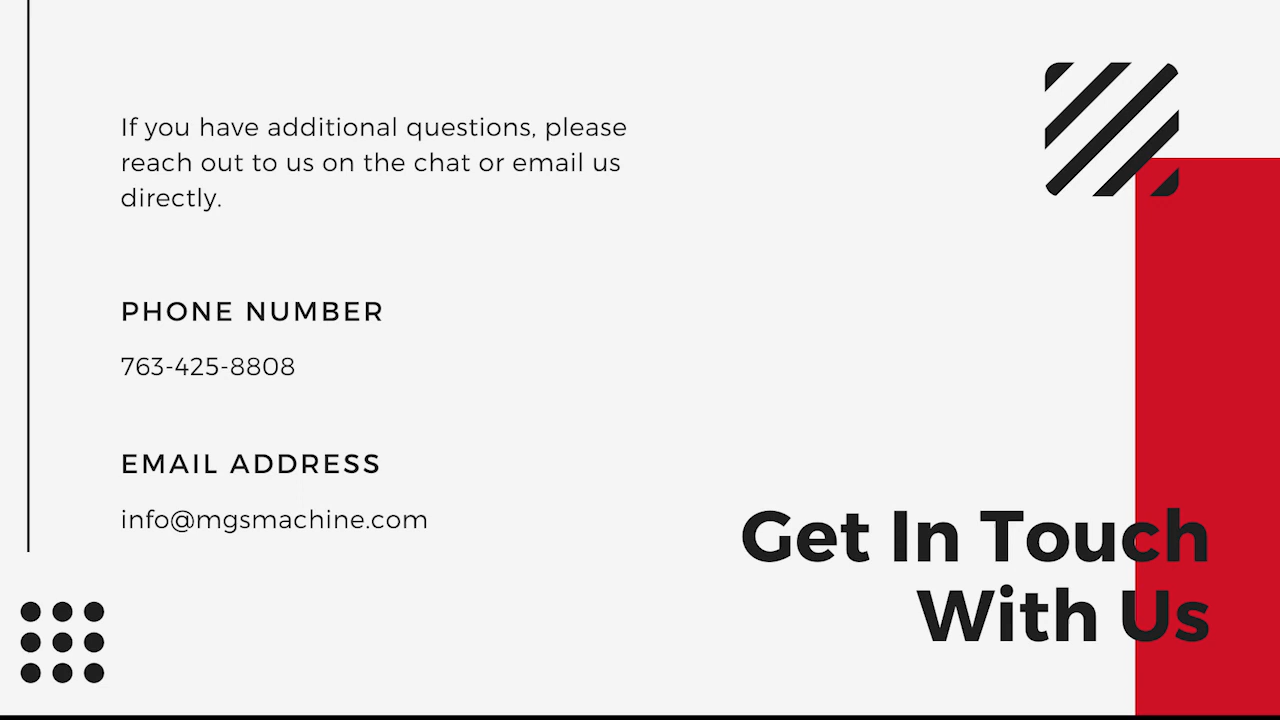 If you have additional questions, please
reach out to us on the chat or email us
directly.
PHONE NUMBER
763-425-8808
EMAIL ADDRESS
info@mgsmachine.com
Get In Touch
With Us